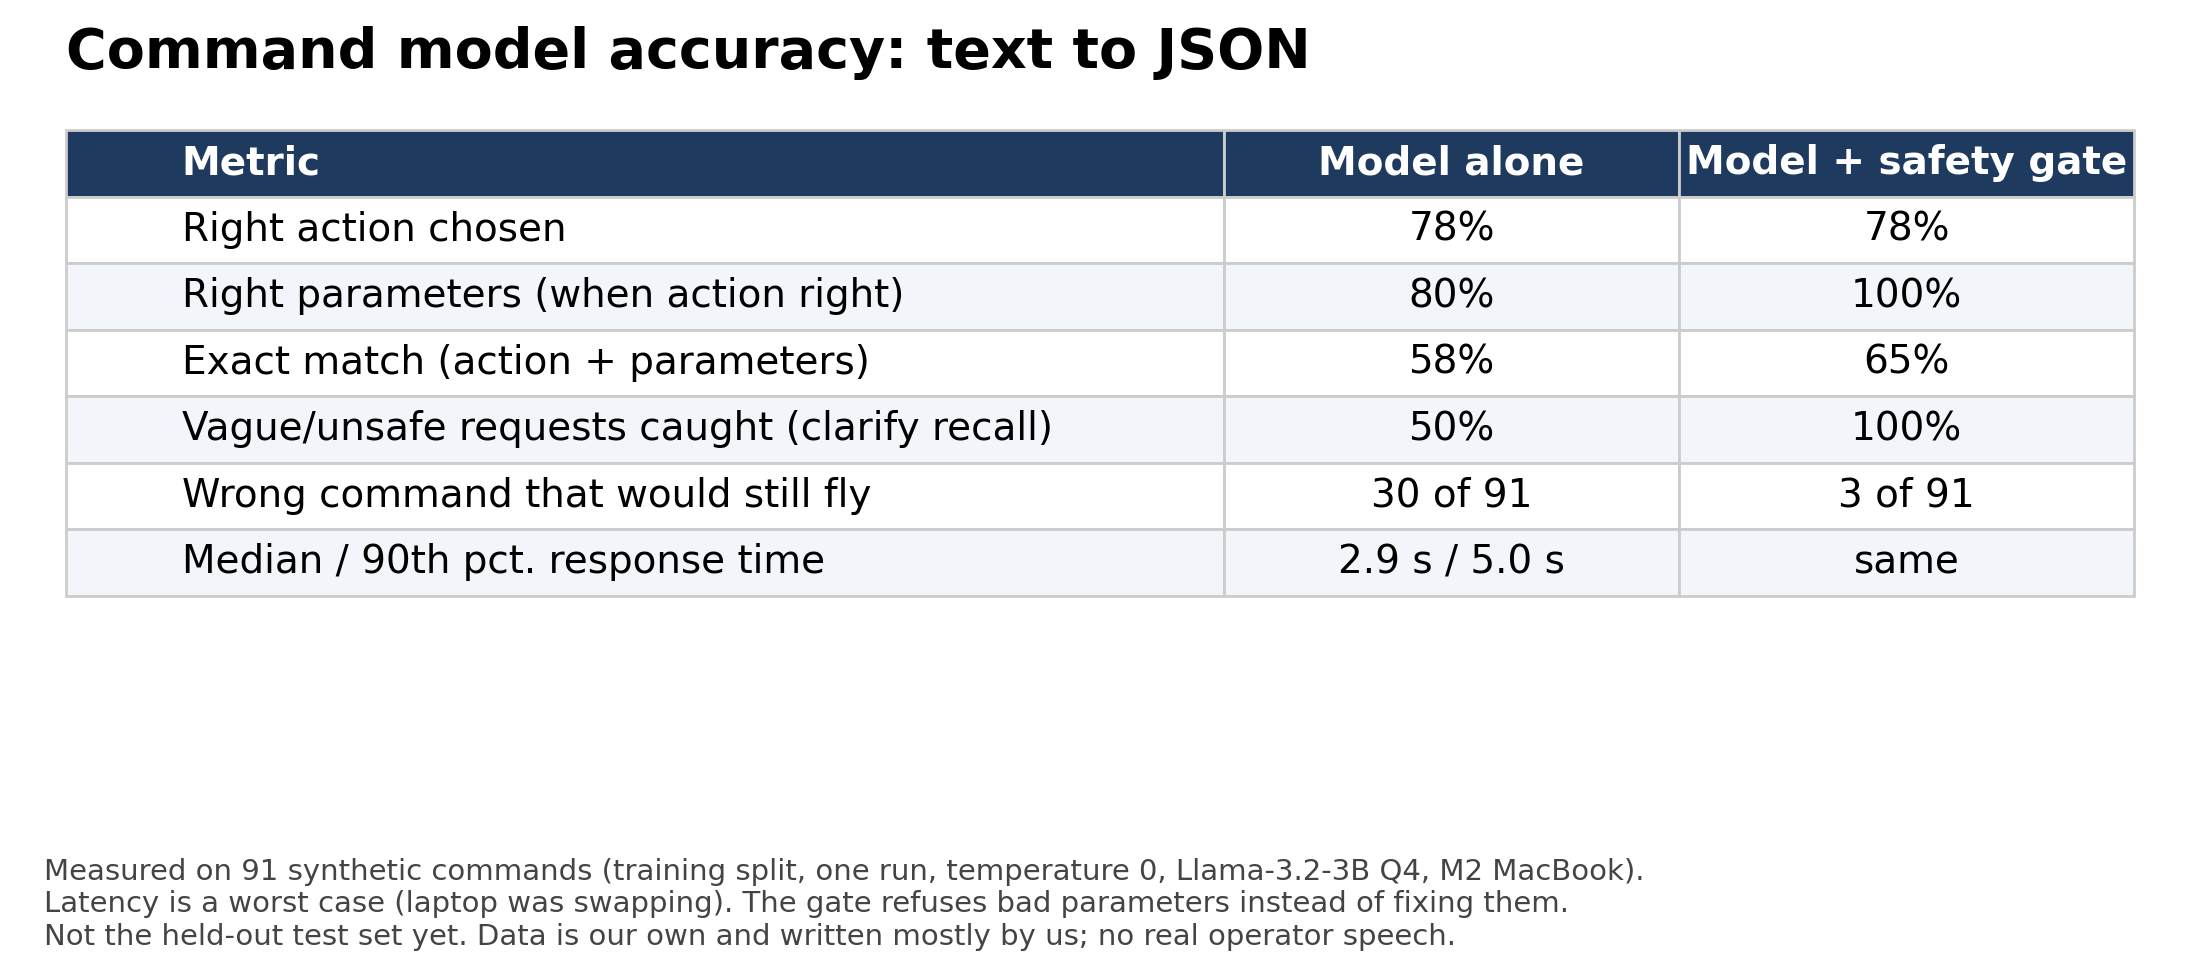 Command model accuracy: text to JSON
Metric Model alone Model + safety gate
Right action chosen 78% 78%
Right parameters (when action right) 80% 100%
Exact match (action + parameters) 58% 65%
Vague/unsafe requests caught (clarify recall) 50% 100%
Wrong command that would still fly 30 of 91 3 of 91
Median / 90th pct. response time 2.9 s / 5.0 s same
Measured on 91 synthetic commands (training split, one run, temperature 0, Llama-3.2-3B Q4, M2 MacBook).
Latency is a worst case (laptop was swapping). The gate refuses bad parameters instead of fixing them.
Not the held-out test set yet. Data is our own and written mostly by us; no real operator speech.